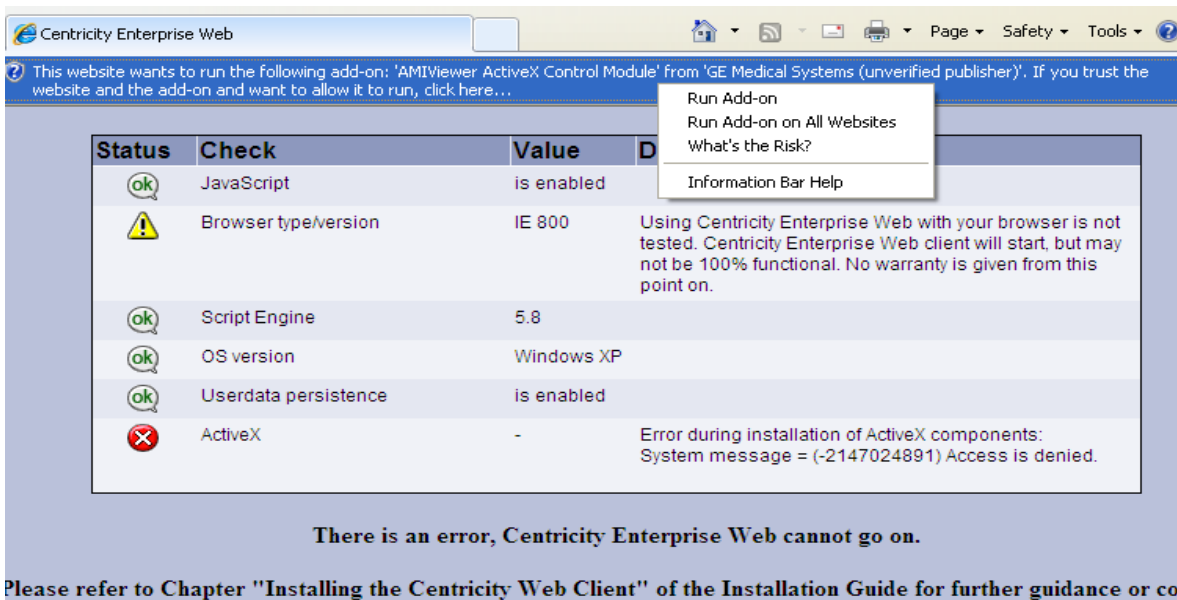 Centricity Enterprise Web
Page Safety Tools
This website wants to run the following add-on: 'AMIViewer ActiveX Control Module' from 'GE Medical Systems (unverified publisher)'. If you trust the
website and the add-on and want to allow it to run, click here...
Run Add-on
Run Add-on on All Websites
What's the Risk?
Information Bar Help
Status Check Value D
ok JavaScript is enabled
Browser type/version IE 800 Using Centricity Enterprise Web with your browser is not
tested. Centricity Enterprise Web client will start, but may
not be 100% functional. No warranty is given from this
point on.
ok Script Engine 5.8
ok OS version Windows XP
ok Userdata persistence is enabled
ActiveX - Error during installation of ActiveX components:
System message = (-2147024891) Access is denied.
There is an error, Centricity Enterprise Web cannot go on.
Please refer to Chapter "Installing the Centricity Web Client" of the Installation Guide for further guidance or co